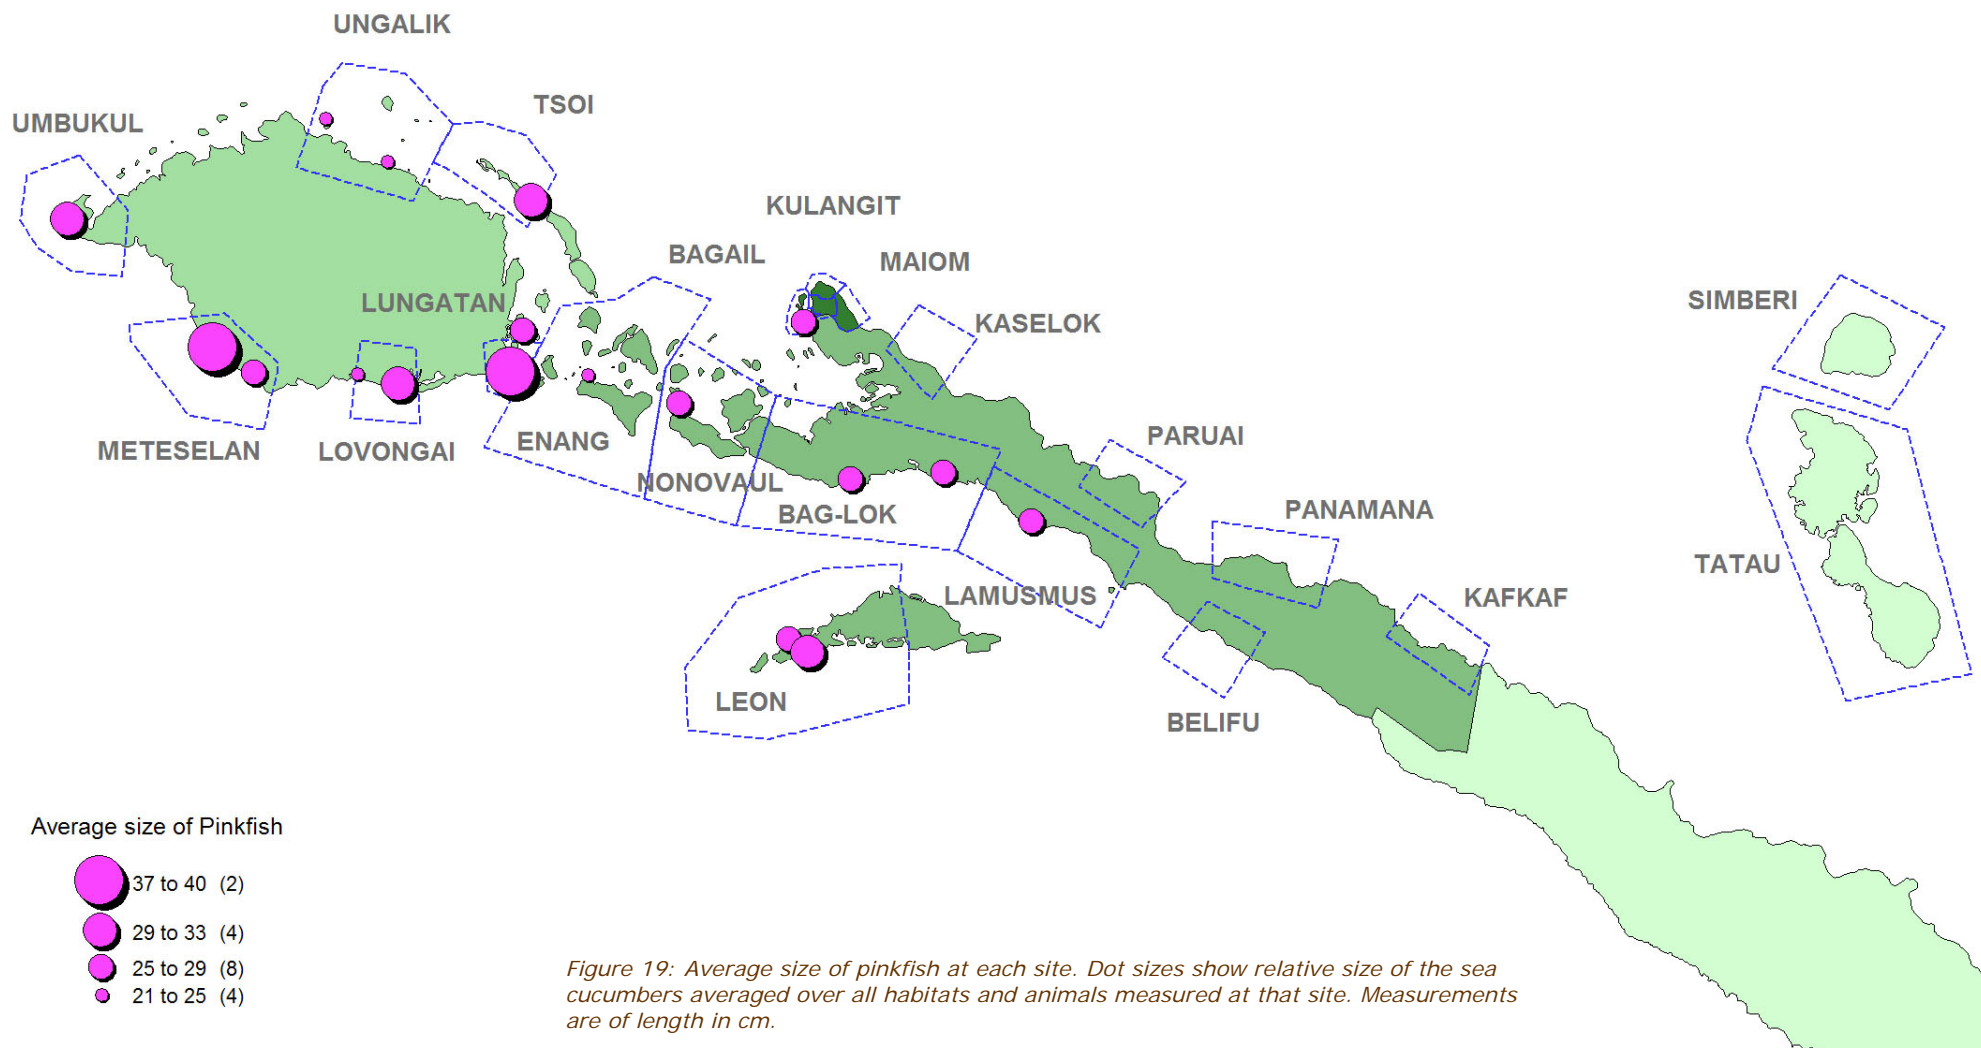 UNGALIK
TSOI
UMBUKUL
KULANGIT
BAGAIL
MAIOM
LUNGATAN
SIMBERI
KASELOK
PARUAI
METESELAN
LOVONGAI
ENANG
NONOVAUL
BAG-LOK
PANAMANA
TATAU
LAMUSMUS
KAFKAF
LEON
BELIFU
Average size of Pinkfish
37 to 40 (2)
29 to 33 (4)
25 to 29 (8)
21 to 25 (4)
Figure 19: Average size of pinkfish at each site. Dot sizes show relative size of the sea
cucumbers averaged over all habitats and animals measured at that site. Measurements
are of length in cm.